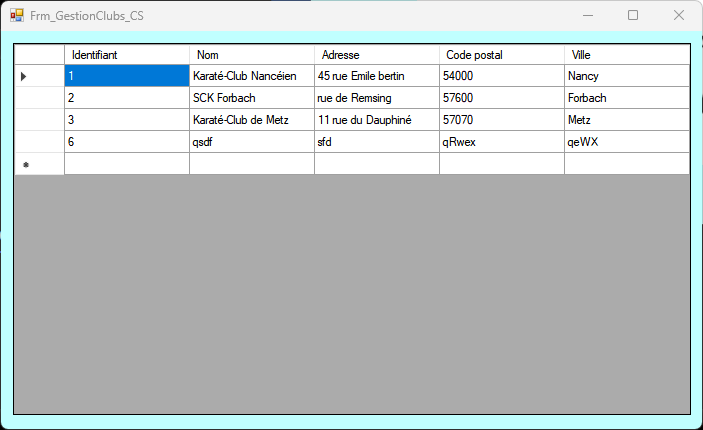 Frm_GestionClubs_CS
Identifiant Nom Adresse Code postal Ville
1 Karaté-Club Nancéien 45 rue Emile bertin 54000 Nancy
2 SCK Forbach rue de Remsing 57600 Forbach
3 Karaté-Club de Metz 11 rue du Dauphiné 57070 Metz
6 qsdf sfd qRwex qeWX